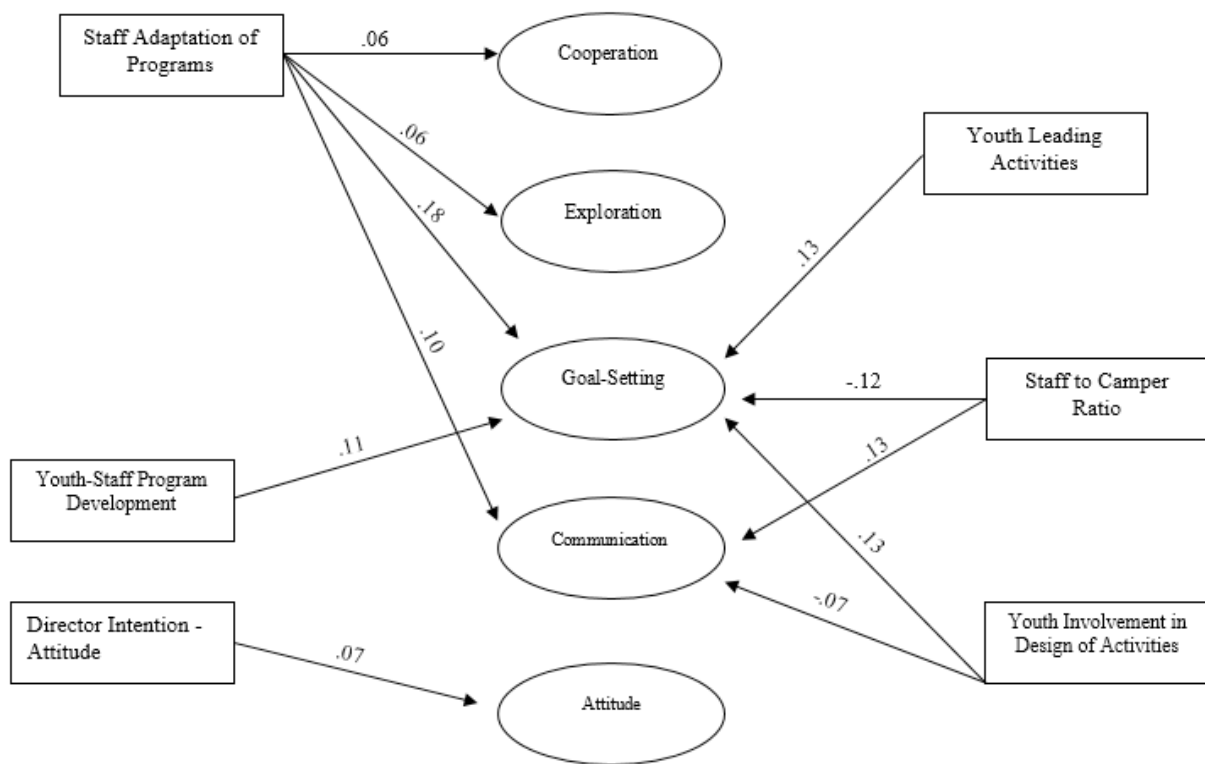 Staff Adaptation of
Programs
.06
Cooperation
.06
Exploration
Youth Leading
Activities
.18
.13
.10
Goal-Setting
-.12
Staff to Camper
Ratio
.11
.13
Youth-Staff Program
Development
Communication
.13
-.07
Director Intention -
Attitude
.07
Youth Involvement in
Design of Activities
Attitude